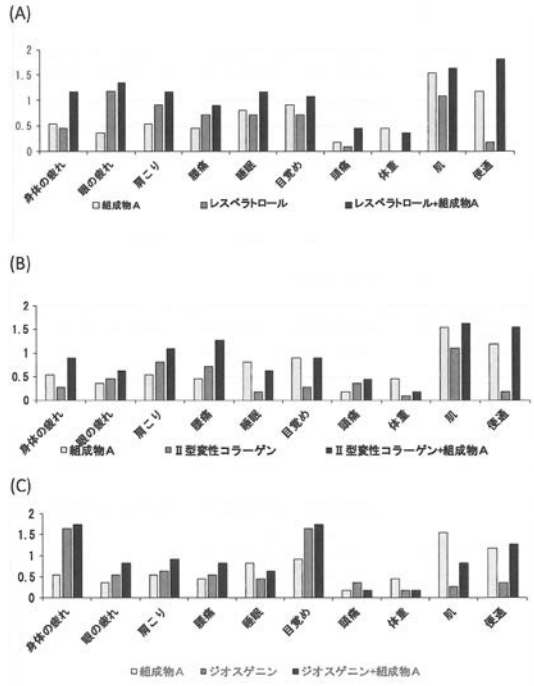 (A)
2
1.5
1
0.5
0
身体の疲れ
眼の疲れ
肩こり
腰痛
睡眠
目覚め
頭痛
体重
肌
便通
組成物A
レスベラトロール
レスベラトロール+組成物A
(B)
2
1.5
1
0.5
0
身体の疲れ
眼の疲れ
肩こり
腰痛
睡眠
目覚め
頭痛
体重
肌
便通
組成物A
II型変性コラーゲン
II型変性コラーゲン+組成物A
(C)
2
1.5
1
0.5
0
身体の疲れ
眼の疲れ
肩こり
腰痛
睡眠
目覚め
頭痛
体重
肌
便通
組成物A
ジオスゲニン
ジオスゲニン+組成物A